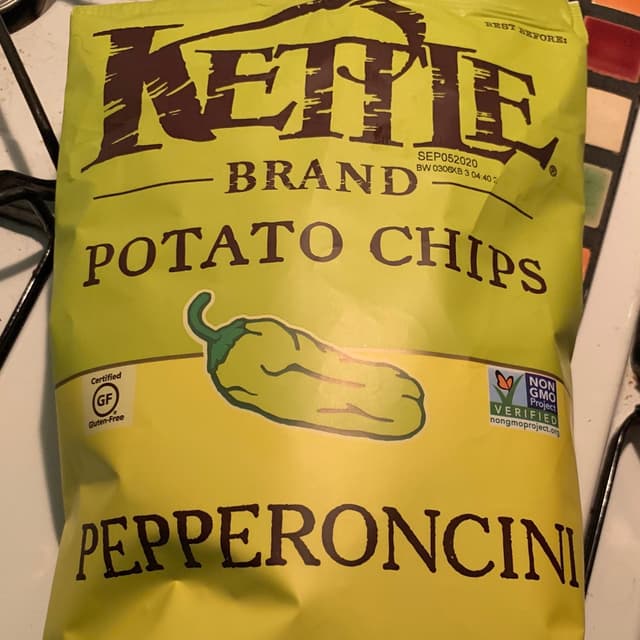 BEST BEFORE:
KETTLE
SEP052020
BW 0306XB 3 04:40
®
BRAND
POTATO CHIPS
Certified
GF
Gluten-Free
NON
GMO
Project
VERIFIED
nongmoproject.org
PEPPERONCINI